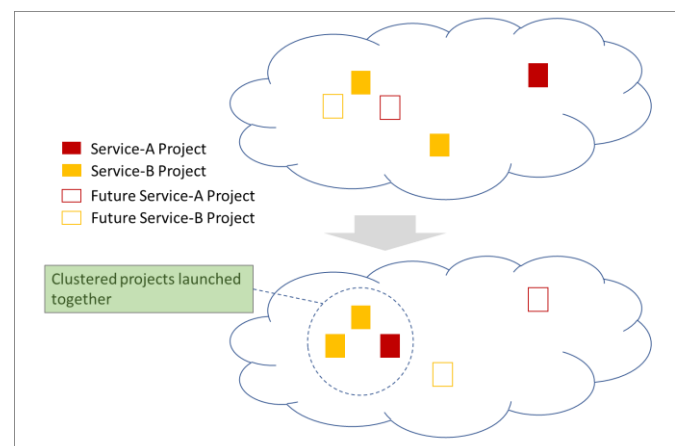 Service-A Project
Service-B Project
Future Service-A Project
Future Service-B Project
Clustered projects launched
together